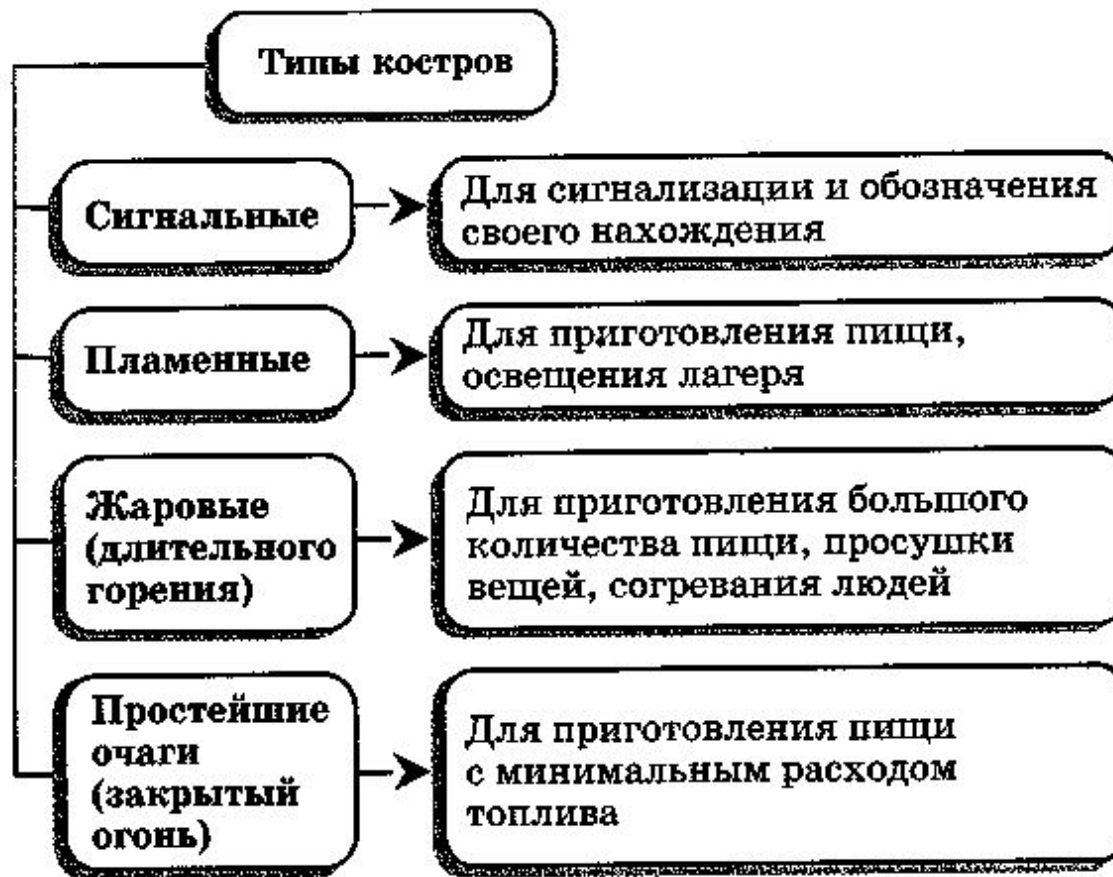 Типы костров
Сигнальные
Для сигнализации и обозначения
своего нахождения
Пламенные
Для приготовления пищи,
освещения лагеря
Жаровые
(длительного
горения)
Для приготовления большого
количества пищи, просушки
вещей, согревания людей
Простейшие
очаги
(закрытый
огонь)
Для приготовления пищи
с минимальным расходом
топлива